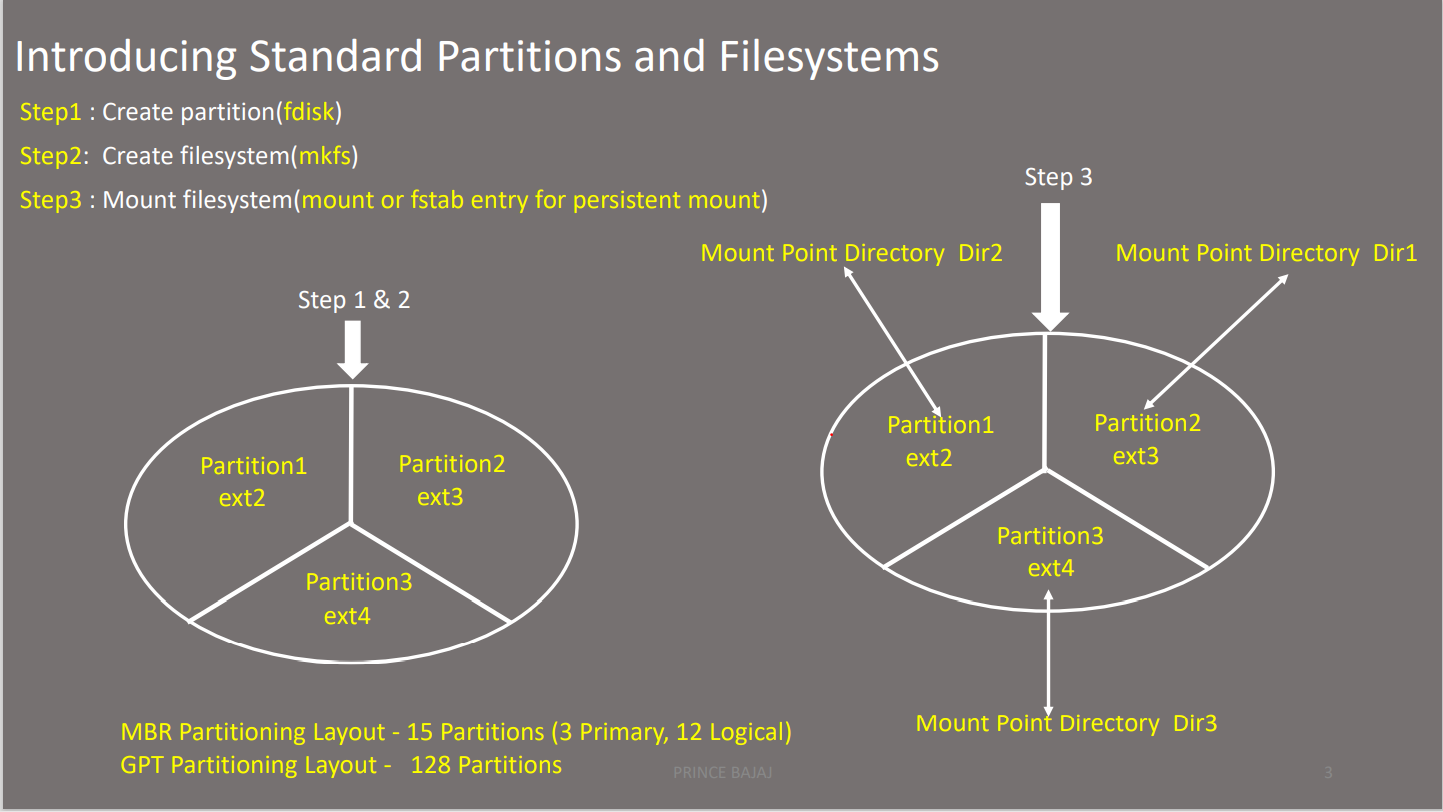 Introducing Standard Partitions and Filesystems
Step1 : Create partition(fdisk)
Step2:  Create filesystem(mkfs)
Step3 : Mount filesystem(mount or fstab entry for persistent mount)
Step 1 & 2
Partition1
ext2
Partition2
ext3
Partition3
ext4
Step 3
Mount Point Directory  Dir2
Mount Point Directory  Dir1
Partition1
ext2
Partition2
ext3
Partition3
ext4
Mount Point Directory  Dir3
MBR Partitioning Layout - 15 Partitions (3 Primary, 12 Logical)
GPT Partitioning Layout -   128 Partitions
PRINCE BAJAJ
3